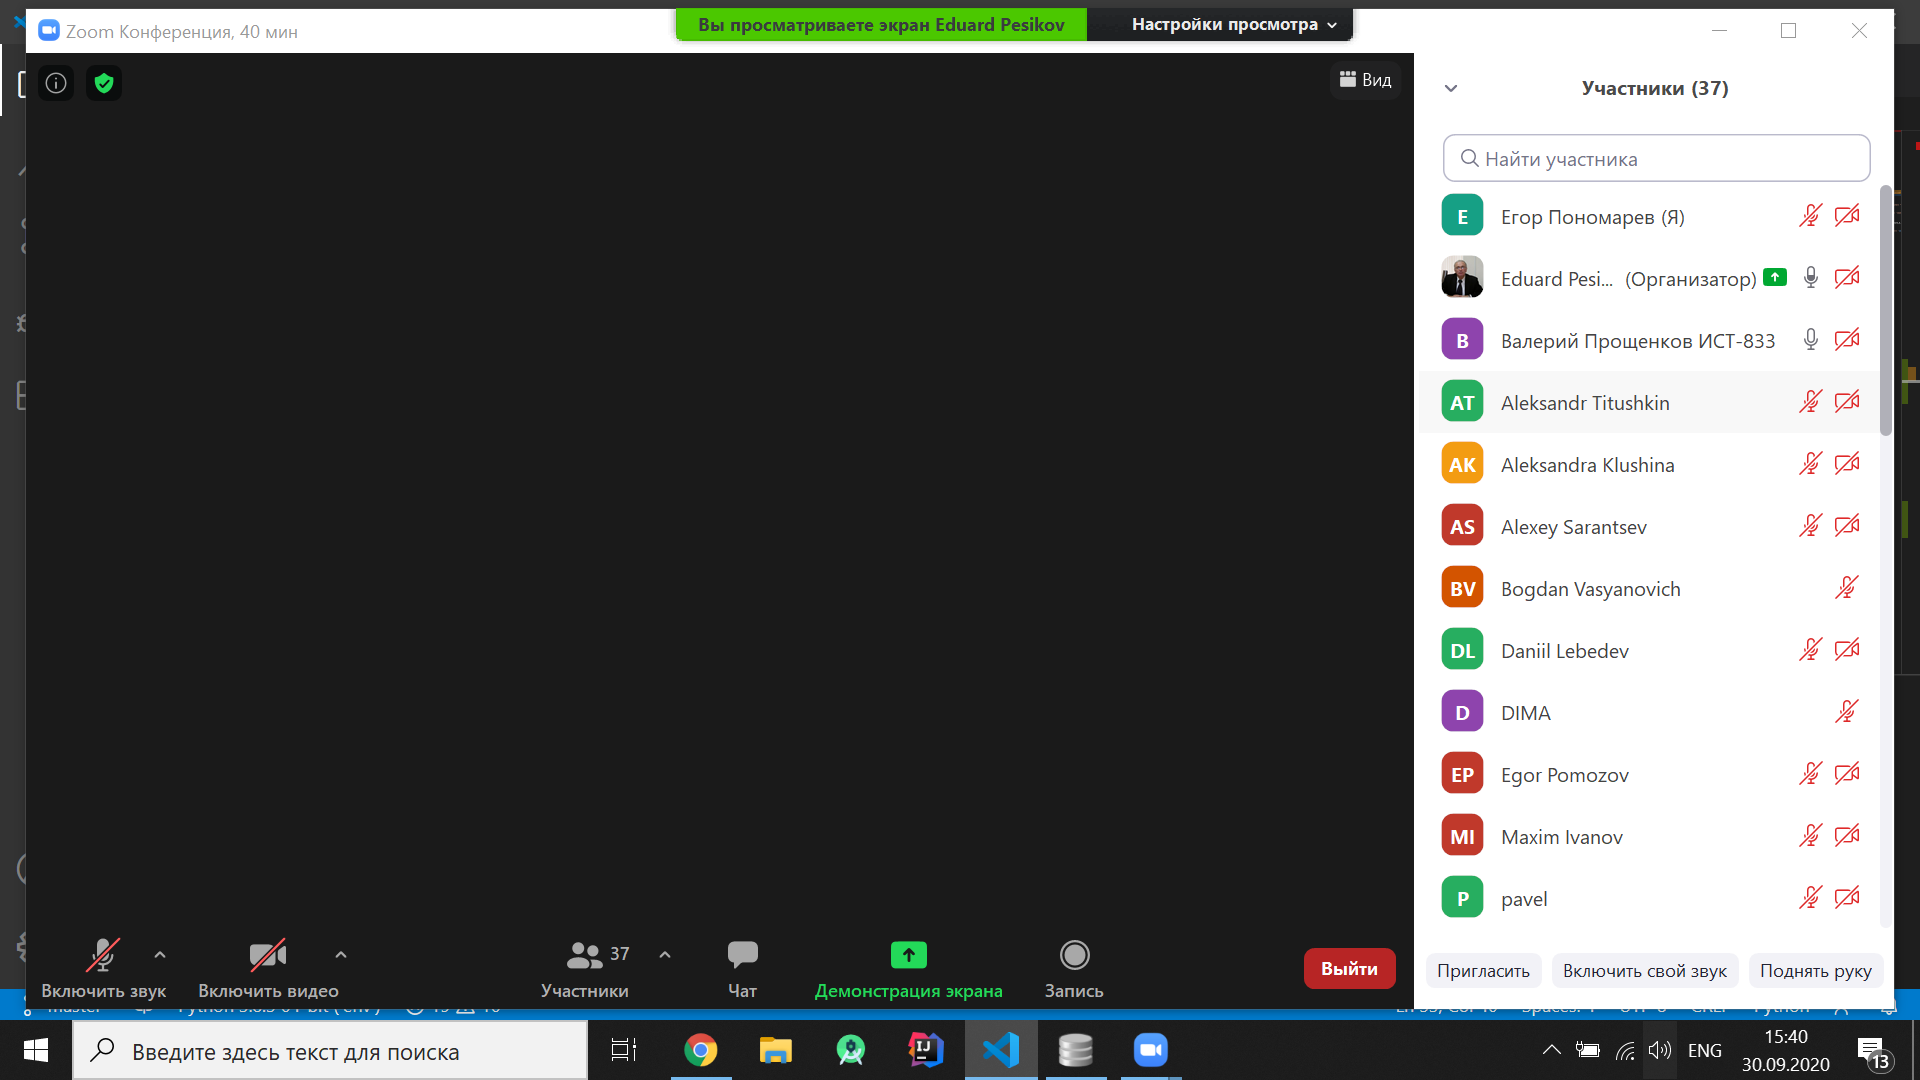 Zoom Конференция, 40 мин
Вы просматриваете экран Eduard Pesikov
Настройки просмотра
Вид
Участники (37)
Найти участника
E Егор Пономарев (Я)
Eduard Pesi... (Организатор)
В Валерий Прощенков ИСТ-833
AT Aleksandr Titushkin
AK Aleksandra Klushina
AS Alexey Sarantsev
BV Bogdan Vasyanovich
DL Daniil Lebedev
D DIMA
EP Egor Pomozov
MI Maxim Ivanov
P pavel
37
Включить звук
Включить видео
Участники
Чат
Демонстрация экрана
Запись
Выйти
Пригласить
Включить свой звук
Поднять руку
Введите здесь текст для поиска
IJ
ENG
15:40
30.09.2020
13